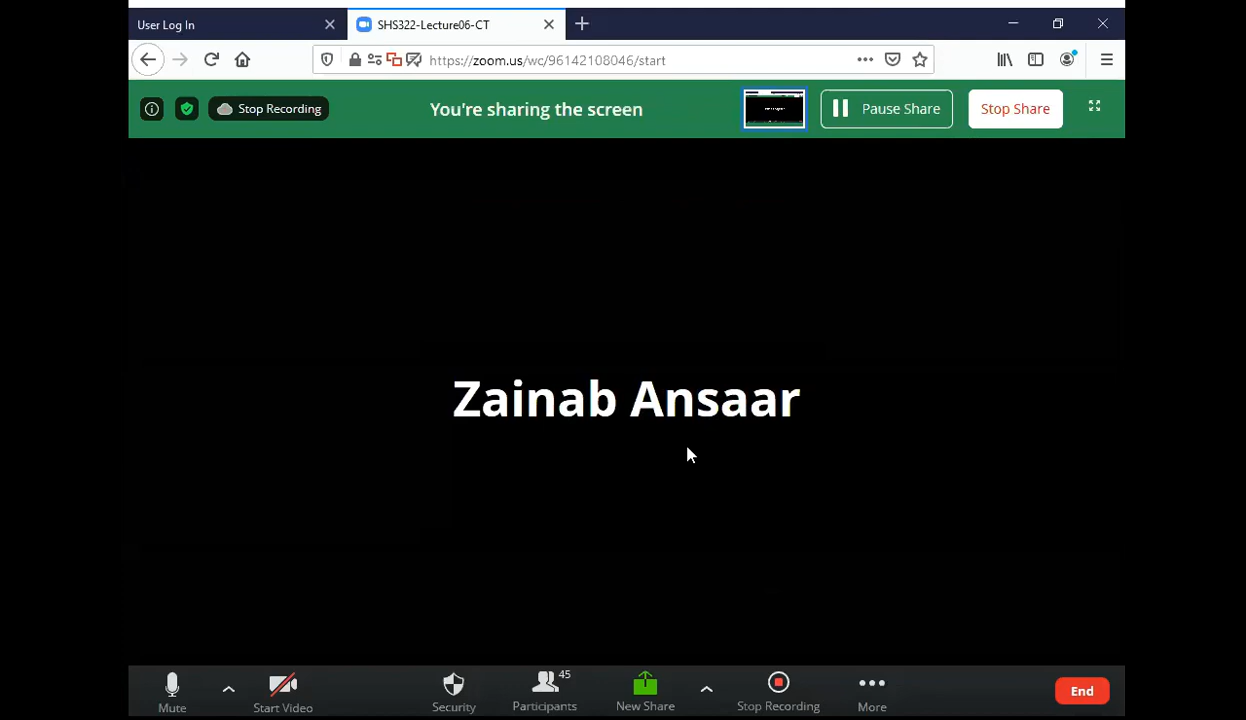 User Log In
SHS322-Lecture06-CT
https://zoom.us/wc/96142108046/start
Stop Recording
You're sharing the screen
Pause Share
Stop Share
Zainab Ansaar
45
Mute
Start Video
Security
Participants
New Share
Stop Recording
More
End